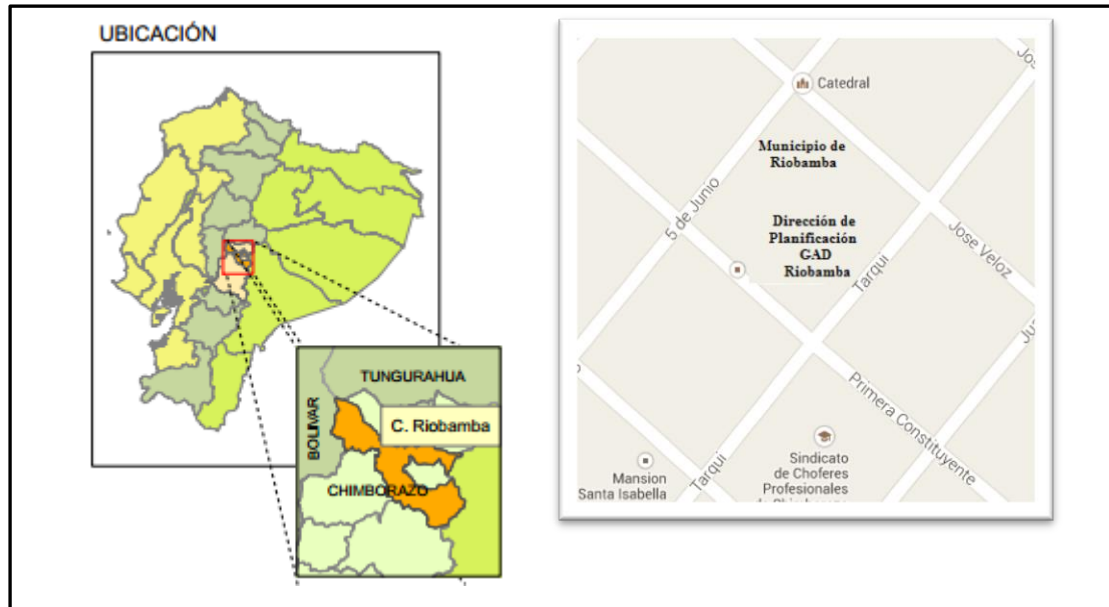 UBICACIÓN
TUNGURAHUA
BOLIVAR
C. Riobamba
CHIMBORAZO
Catedral
Municipio de
Riobamba
5 de Junio
Dirección de
Planificación
GAD
Riobamba
Jose Veloz
Tarqui
Primera Constituyente
Tarqui
Sindicato
de Choferes
Profesionales
Mansion
Santa Isabella